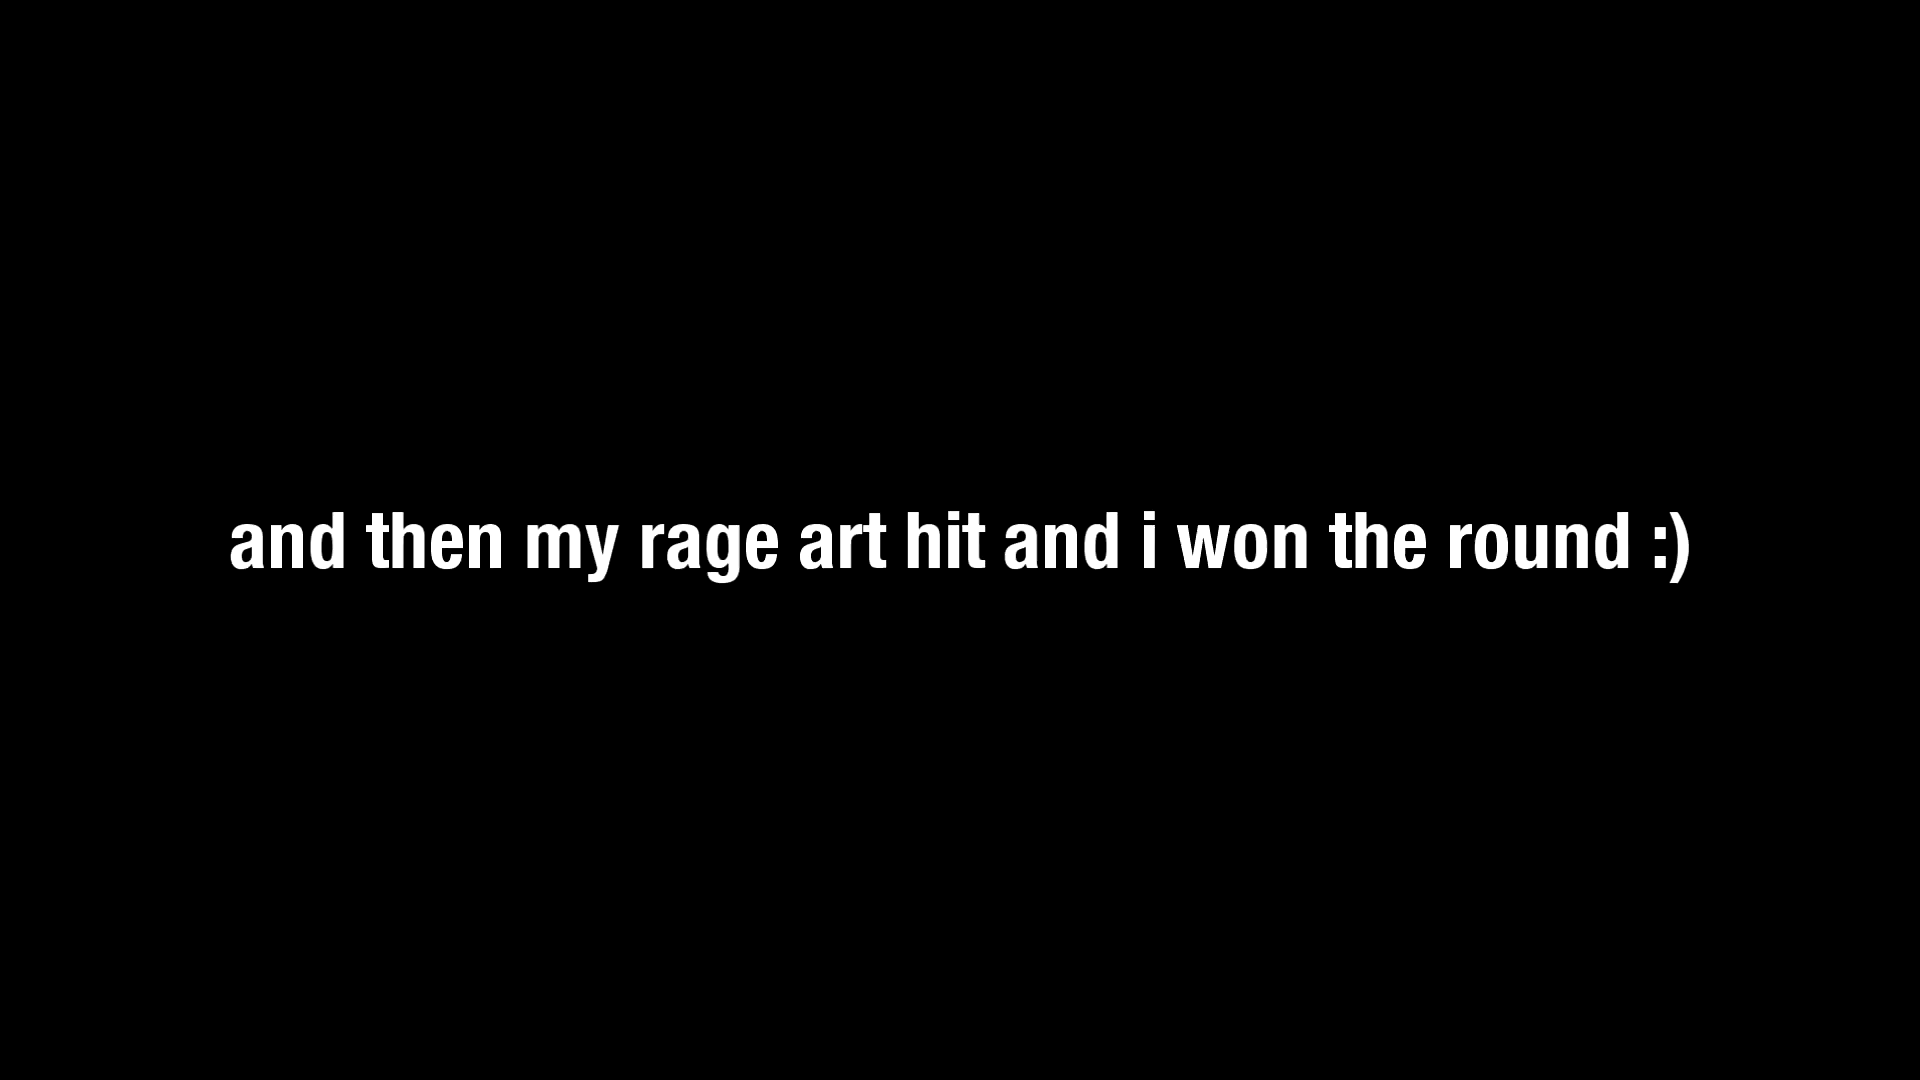 and then my rage art hit and i won the round :)